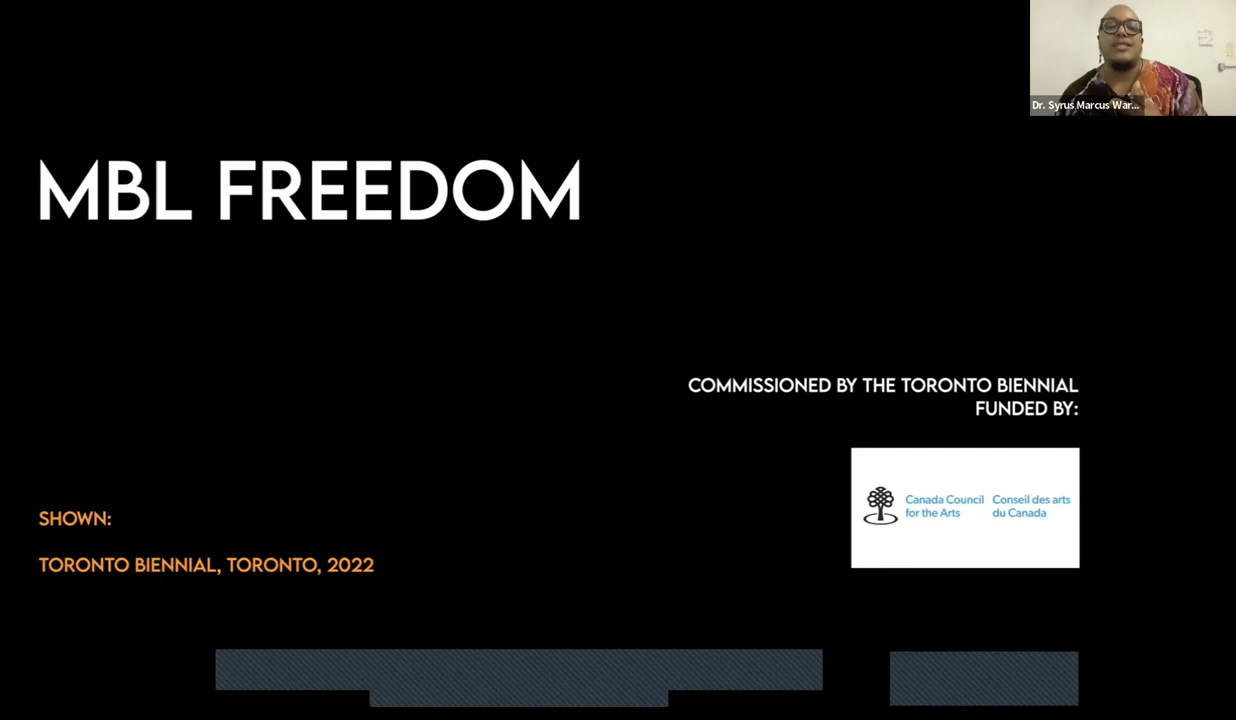 Dr. Syrus Marcus War...
MBL FREEDOM
COMMISSIONED BY THE TORONTO BIENNIAL
FUNDED BY:
Canada Council Conseil des arts
for the Arts du Canada
SHOWN:
TORONTO BIENNIAL, TORONTO, 2022